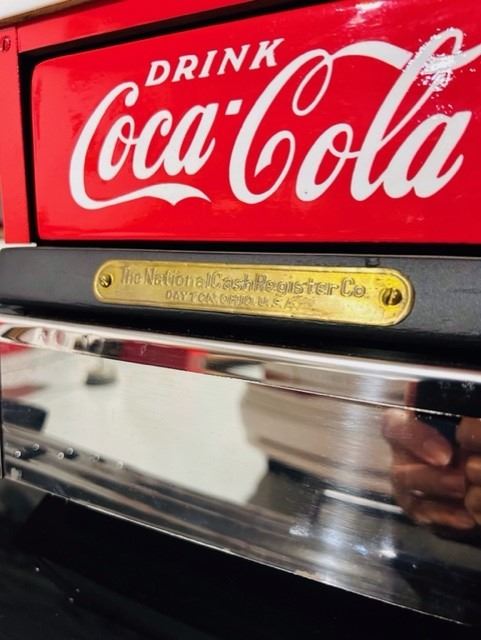 DRINK
Coca-Cola
The National Cash Register Co.
DAYTON, OHIO. U.S.A.